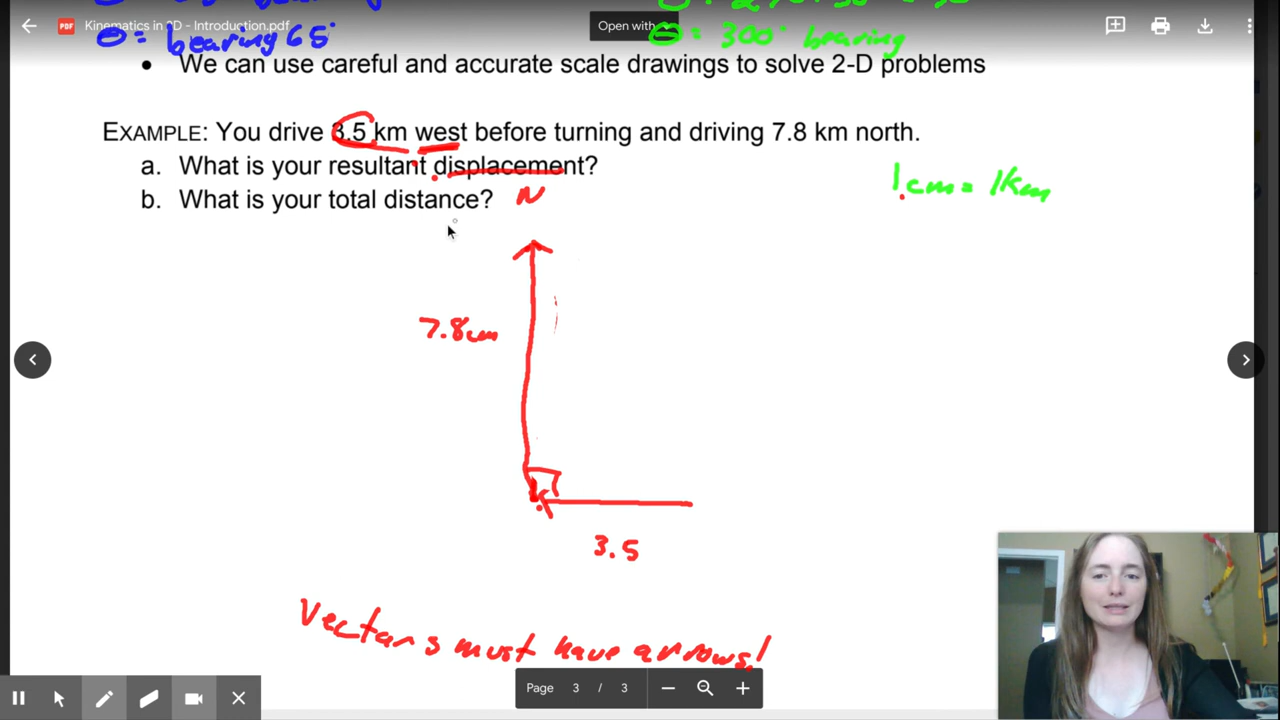 Kinematics in 2D - Introduction.pdf
Open with
θ = bearing 65°
θ = 300° bearing
• We can use careful and accurate scale drawings to solve 2-D problems
EXAMPLE: You drive 3.5 km west before turning and driving 7.8 km north.
a. What is your resultant displacement?
b. What is your total distance?
1cm = 1km
N
7.8cm
3.5
Vectors must have arrows!
Page 3 / 3